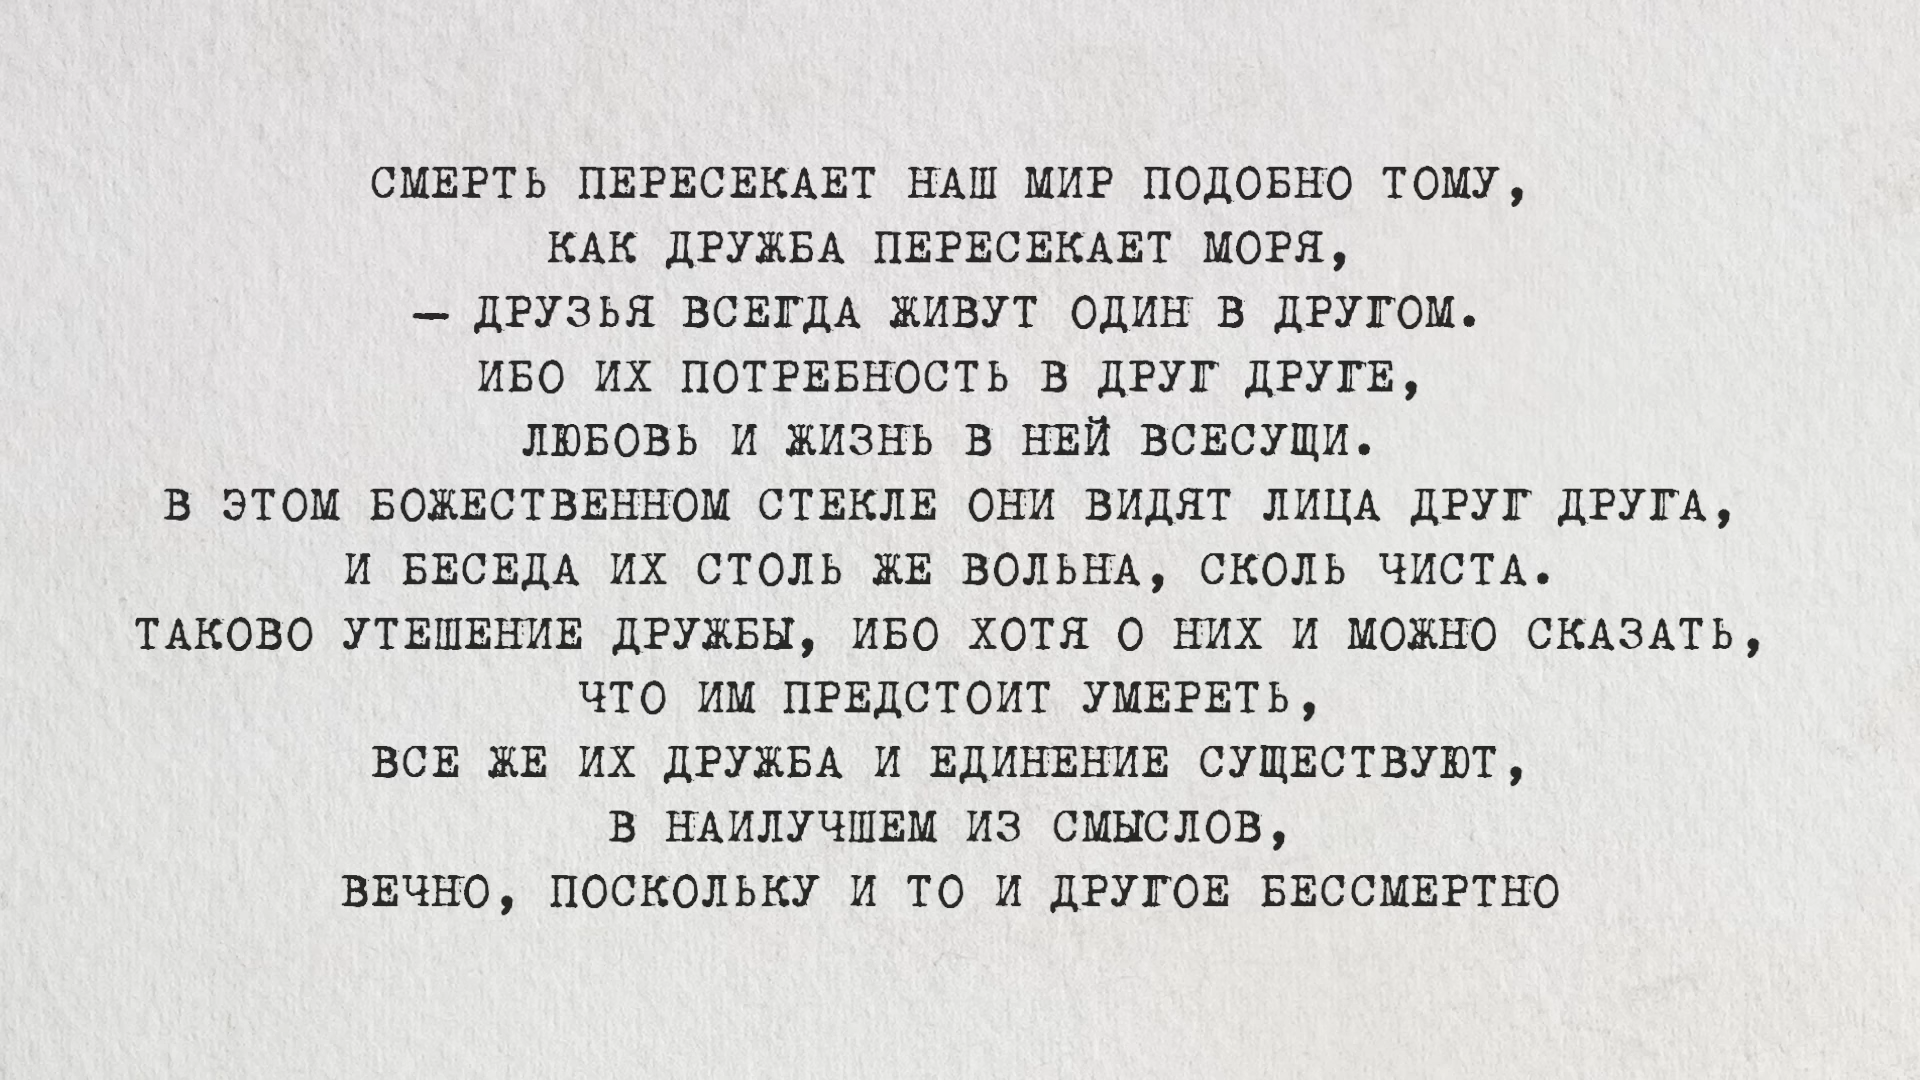 СМЕРТЬ ПЕРЕСЕКАЕТ НАШ МИР ПОДОБНО ТОМУ,
КАК ДРУЖБА ПЕРЕСЕКАЕТ МОРЯ,
— ДРУЗЬЯ ВСЕГДА ЖИВУТ ОДИН В ДРУГОМ.
ИБО ИХ ПОТРЕБНОСТЬ В ДРУГ ДРУГЕ,
ЛЮБОВЬ И ЖИЗНЬ В НЕЙ ВСЕСУЩИ.
В ЭТОМ БОЖЕСТВЕННОМ СТЕКЛЕ ОНИ ВИДЯТ ЛИЦА ДРУГ ДРУГА,
И БЕСЕДА ИХ СТОЛЬ ЖЕ ВОЛЬНА, СКОЛЬ ЧИСТА.
ТАКОВО УТЕШЕНИЕ ДРУЖБЫ, ИБО ХОТЯ О НИХ И МОЖНО СКАЗАТЬ,
ЧТО ИМ ПРЕДСТОИТ УМЕРЕТЬ,
ВСЕ ЖЕ ИХ ДРУЖБА И ЕДИНЕНИЕ СУЩЕСТВУЮТ,
В НАИЛУЧШЕМ ИЗ СМЫСЛОВ,
ВЕЧНО, ПОСКОЛЬКУ И ТО И ДРУГОЕ БЕССМЕРТНО